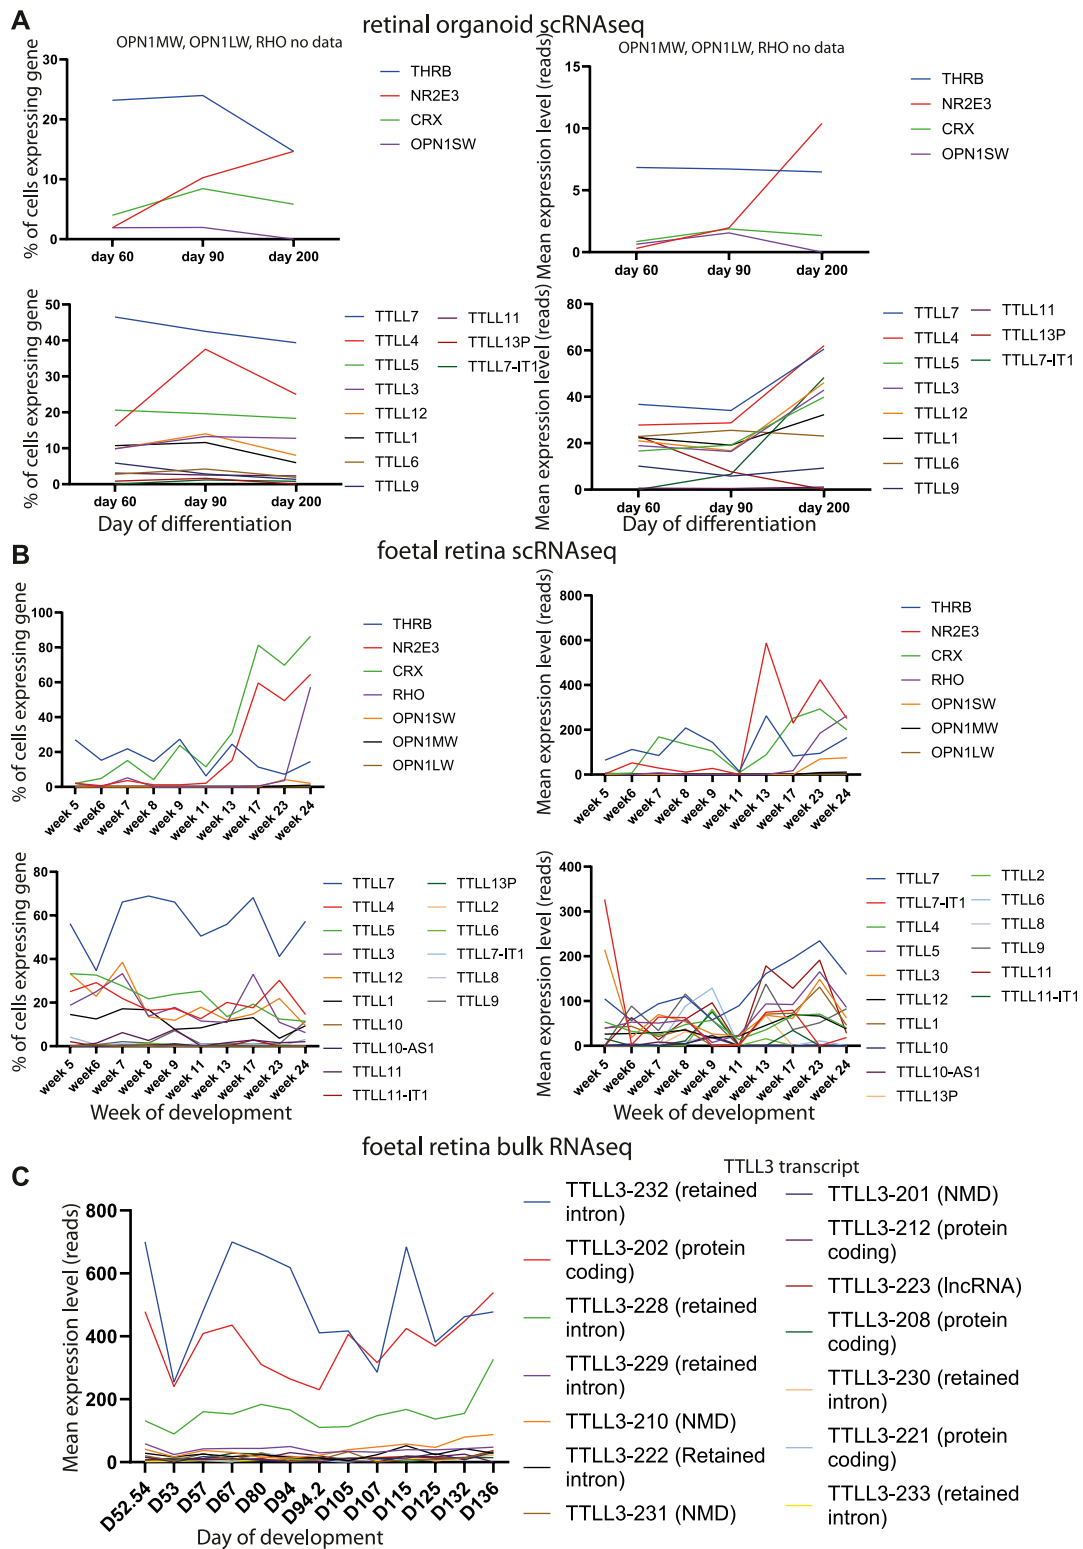 A
retinal organoid scRNAseq
OPN1MW, OPN1LW, RHO no data
% of cells expressing gene
30
20
10
0
day 60
day 90
day 200
THRB
NR2E3
CRX
OPN1SW
OPN1MW, OPN1LW, RHO no data
Mean expression level (reads)
15
10
5
0
day 60
day 90
day 200
THRB
NR2E3
CRX
OPN1SW
% of cells expressing gene
50
40
30
20
10
0
day 60
day 90
day 200
Day of differentiation
TTLL7
TTLL4
TTLL5
TTLL3
TTLL12
TTLL1
TTLL6
TTLL9
TTLL11
TTLL13P
TTLL7-IT1
Mean expression level (reads)
80
60
40
20
0
day 60
day 90
day 200
Day of differentiation
TTLL7
TTLL4
TTLL5
TTLL3
TTLL12
TTLL1
TTLL6
TTLL9
TTLL11
TTLL13P
TTLL7-IT1
B
foetal retina scRNAseq
% of cells expressing gene
100
80
60
40
20
0
week 5
week6
week 7
week 8
week 9
week 11
week 13
week 17
week 23
week 24
THRB
NR2E3
CRX
RHO
OPN1SW
OPN1MW
OPN1LW
Mean expression level (reads)
800
600
400
200
0
week 5
week6
week 7
week 8
week 9
week 11
week 13
week 17
week 23
week 24
THRB
NR2E3
CRX
RHO
OPN1SW
OPN1MW
OPN1LW
% of cells expressing gene
80
60
40
20
0
week 5
week 6
week 7
week 8
week 9
week 11
week 13
week 17
week 23
week 24
Week of development
TTLL7
TTLL4
TTLL5
TTLL3
TTLL12
TTLL1
TTLL10
TTLL10-AS1
TTLL11
TTLL11-IT1
TTLL13P
TTLL2
TTLL6
TTLL7-IT1
TTLL8
TTLL9
Mean expression level (reads)
400
300
200
100
0
week 5
week 6
week 7
week 8
week 9
week 11
week 13
week 17
week 23
week 24
Week of development
TTLL7
TTLL7-IT1
TTLL4
TTLL5
TTLL3
TTLL12
TTLL1
TTLL10
TTLL10-AS1
TTLL13P
TTLL2
TTLL6
TTLL8
TTLL9
TTLL11
TTLL11-IT1
C
foetal retina bulk RNAseq
Mean expression level (reads)
800
600
400
200
0
D52.54
D53
D57
D67
D80
D94
D94.2
D105
D107
D115
D125
D132
D136
Day of development
TTLL3 transcript
TTLL3-232 (retained
intron)
TTLL3-202 (protein
coding)
TTLL3-228 (retained
intron)
TTLL3-229 (retained
intron)
TTLL3-210 (NMD)
TTLL3-222 (Retained
intron)
TTLL3-231 (NMD)
TTLL3-201 (NMD)
TTLL3-212 (protein
coding)
TTLL3-223 (lncRNA)
TTLL3-208 (protein
coding)
TTLL3-230 (retained
intron)
TTLL3-221 (protein
coding)
TTLL3-233 (retained
intron)